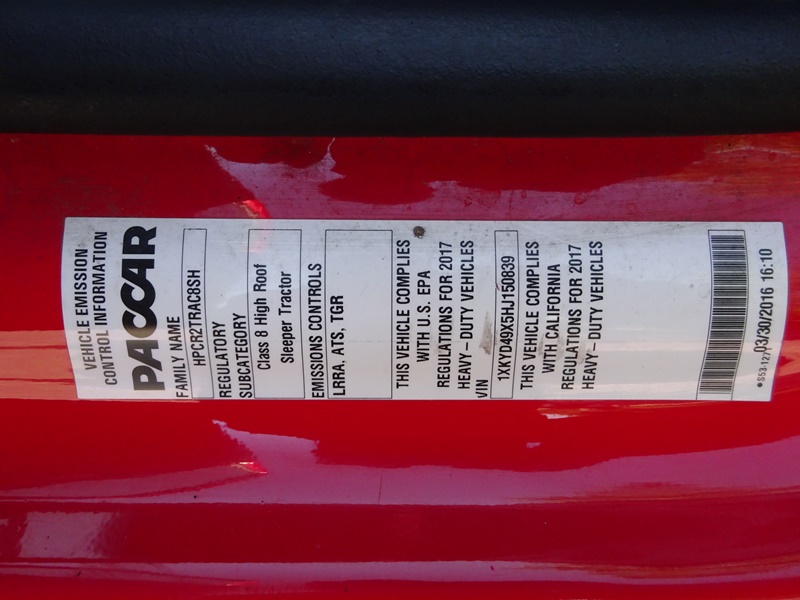 VEHICLE EMISSION
CONTROL INFORMATION
PACCAR
FAMILY NAME
HPCR2TRAC8SH
REGULATORY
SUBCATEGORY
Class 8 High Roof
Sleeper Tractor
EMISSIONS CONTROLS
LRRA, ATS, TGR
THIS VEHICLE COMPLIES
WITH U.S. EPA
REGULATIONS FOR 2017
HEAVY-DUTY VEHICLES
VIN
1XKYD49X5HJ150839
THIS VEHICLE COMPLIES
WITH CALIFORNIA
REGULATIONS FOR 2017
HEAVY-DUTY VEHICLES
03/30/2016 16:10